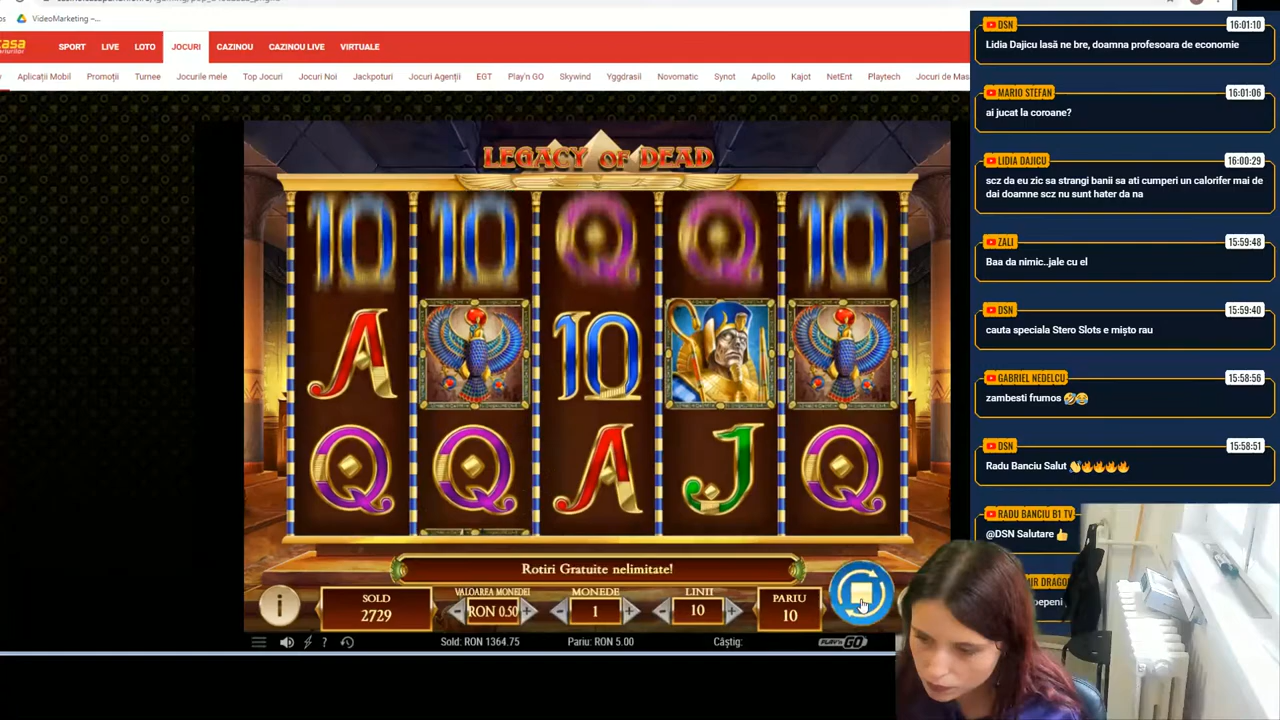 VideoMarketing –...
casa
SPORT LIVE LOTO JOCURI CAZINOU CAZINOU LIVE VIRTUALE
Aplicații Mobil Promoții Turnee Jocurile mele Top Jocuri Jocuri Noi Jackpoturi Jocuri Agenții EGT Play'n GO Skywind Yggdrasil Novomatic Synot Apollo Kajot NetEnt Playtech Jocuri de Mas
LEGACY OF DEAD
10 10 Q Q 10
A 10
Q Q A J Q
Rotiri Gratuite nelimitate!
SOLD
2729
VALOAREA MONEDEI
RON 0.50
MONEDE
1
LINII
10
PARIU
10
Sold: RON 1364.75 Pariu: RON 5.00 Câștig: PLAY'N GO
DSN 16:01:10
Lidia Dajicu lasă ne bre, doamna profesoara de economie
MARIO STEFAN 16:01:06
ai jucat la coroane?
LIDIA DAJICU 16:00:29
scz da eu zic sa strangi banii sa ati cumperi un calorifer mai de
dai doamne scz nu sunt hater da na
ZALI 15:59:48
Baa da nimic..jale cu el
DSN 15:59:40
cauta speciala Stero Slots e mișto rau
GABRIEL NEDELCU 15:58:56
zambesti frumos 🤣😂
DSN 15:58:51
Radu Banciu Salut 👋🔥🔥🔥🔥
RADU BANCIU B1 TV
@DSN Salutare 👍